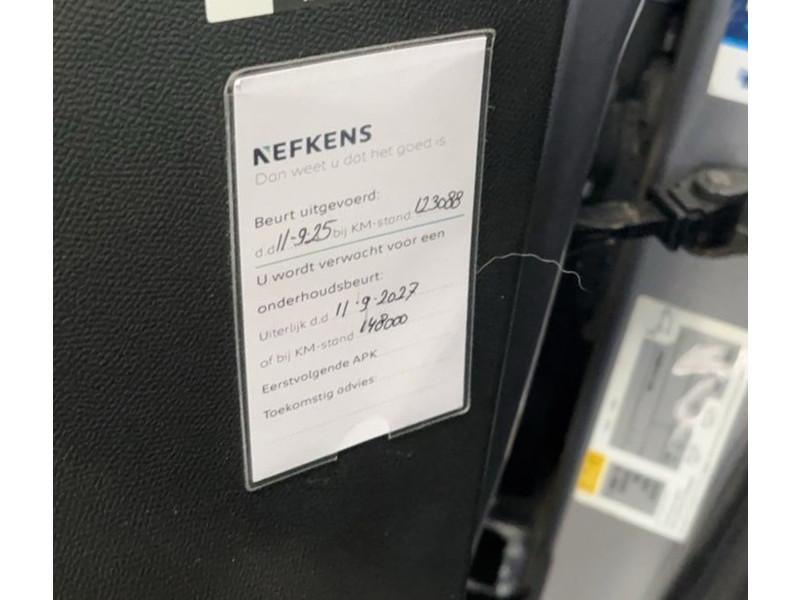 NEFKENS
Dan weet u dat het goed is
Beurt uitgevoerd:
d.d 11-9-25 bij KM-stand 123088
U wordt verwacht voor een
onderhoudsbeurt:
Uiterlijk d.d. 11-9-2027
of bij KM-stand 148000
Eerstvolgende APK
Toekomstig advies: